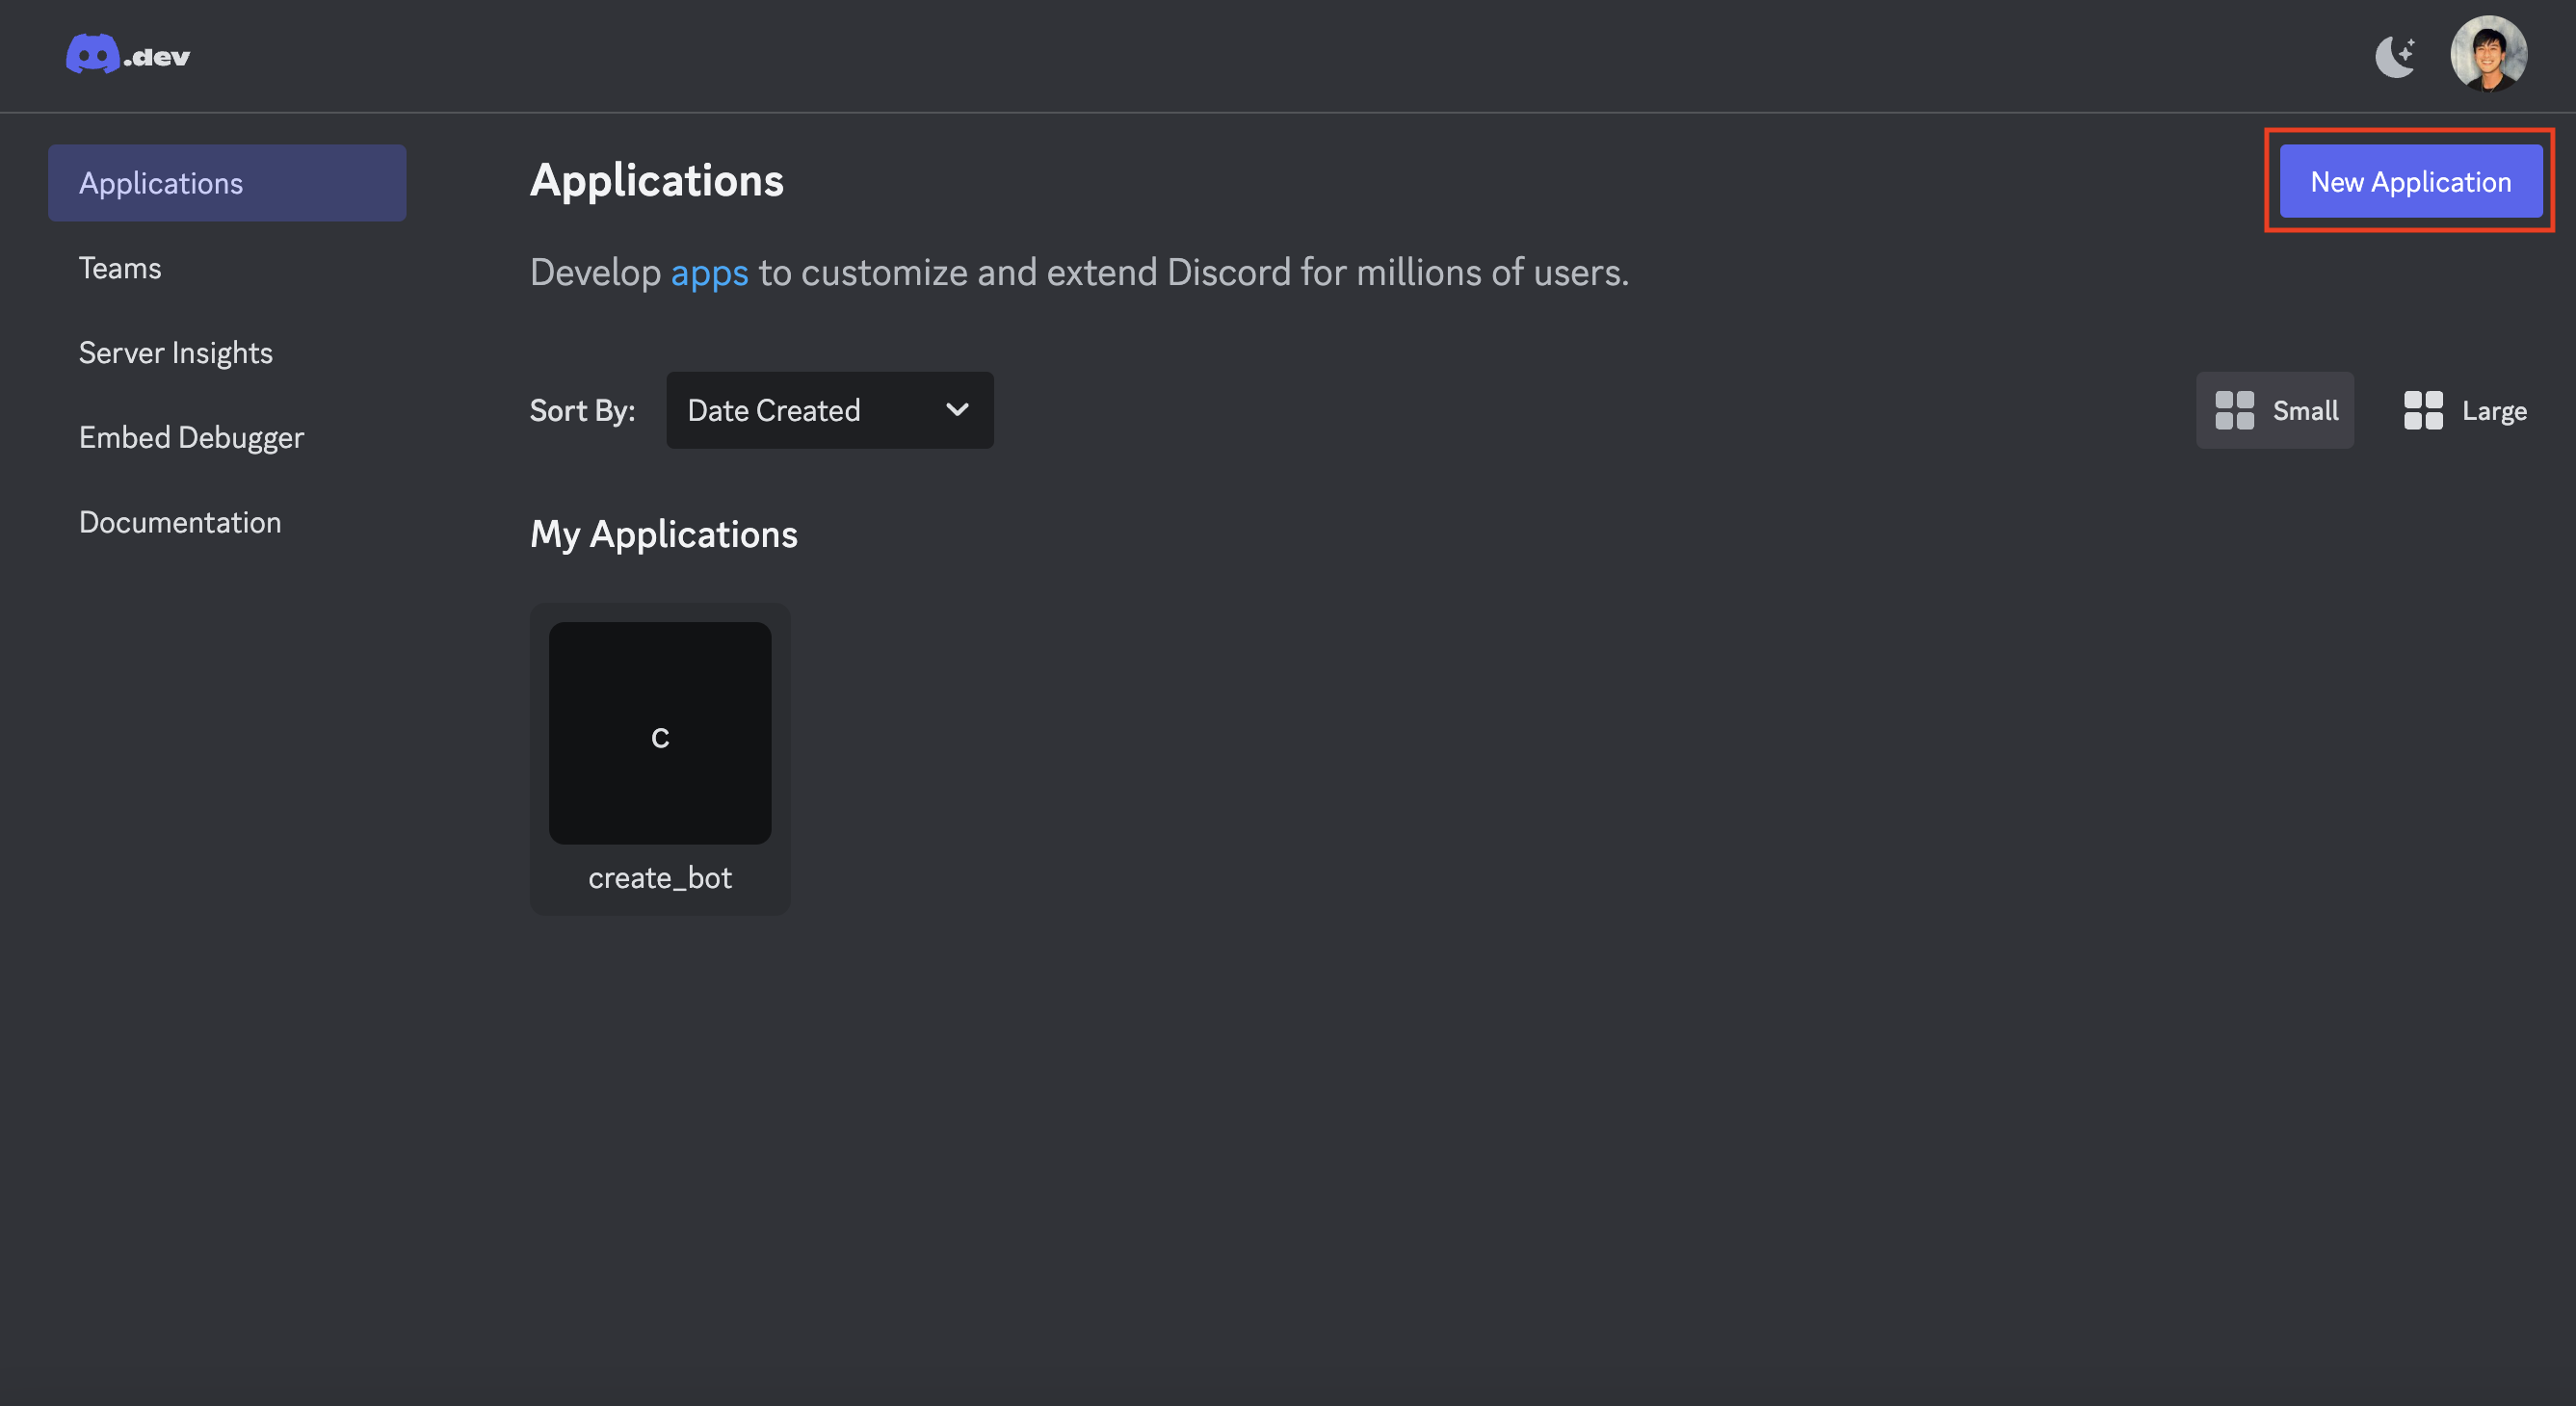 .dev
Applications
Teams
Server Insights
Embed Debugger
Documentation
Applications
New Application
Develop apps to customize and extend Discord for millions of users.
Sort By:
Date Created
Small
Large
My Applications
c
create_bot